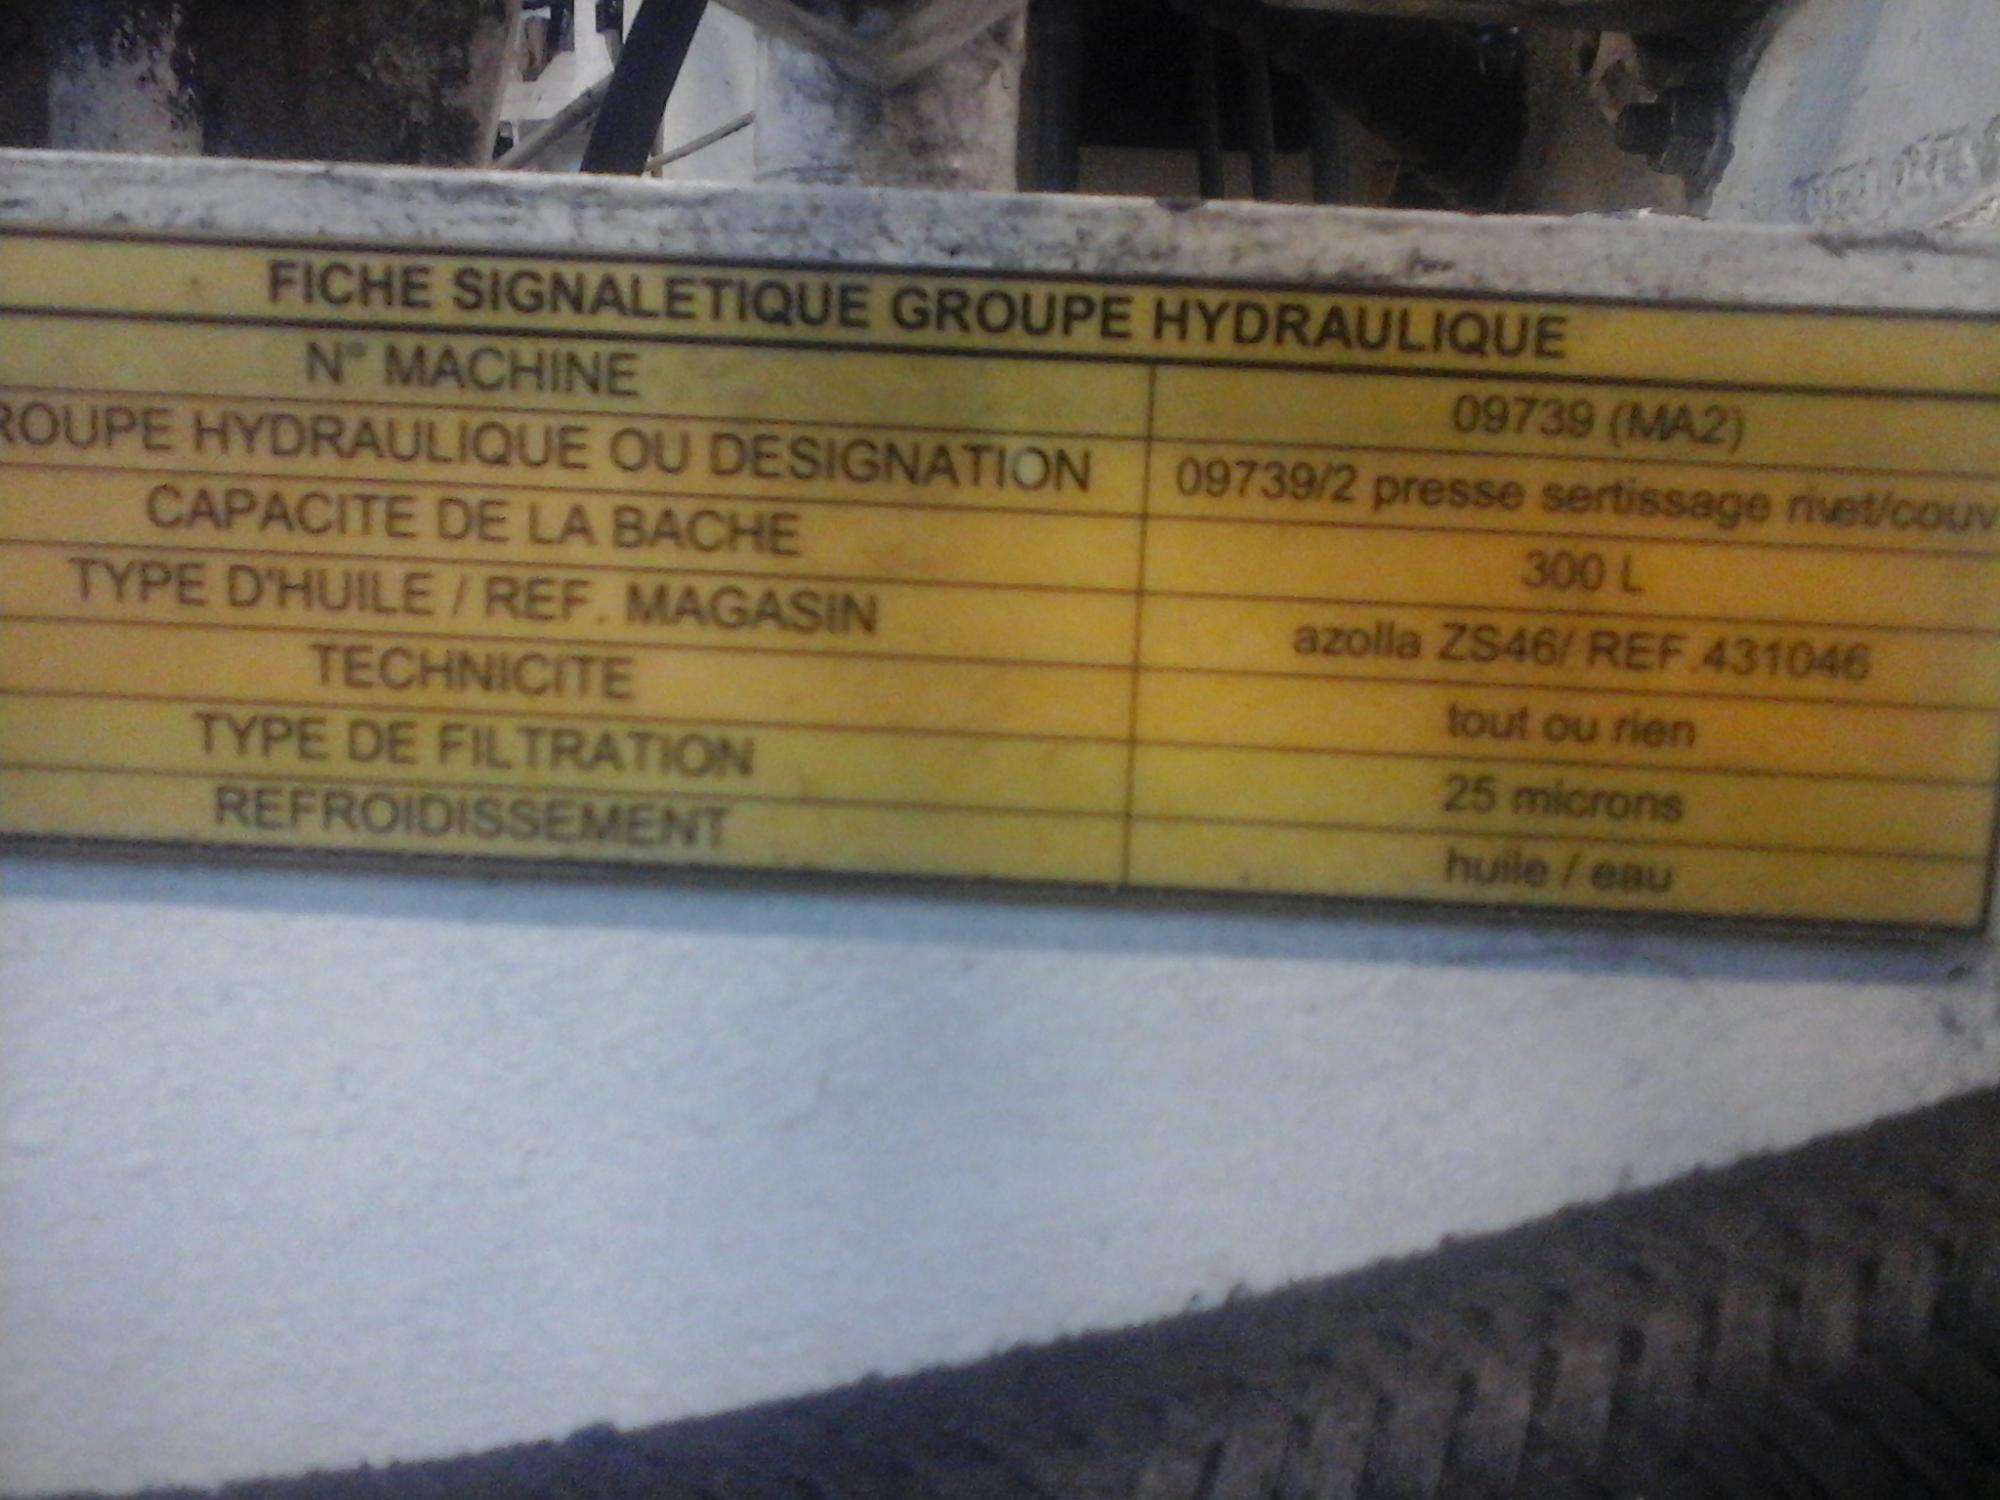 FICHE SIGNALETIQUE GROUPE HYDRAULIQUE
N° MACHINE 09739 (MA2)
ROUPE HYDRAULIQUE OU DESIGNATION 09739/2 presse sertissage rivet/couv
CAPACITE DE LA BACHE 300 L
TYPE D'HUILE / REF. MAGASIN azolla ZS46/ REF.431046
TECHNICITE tout ou rien
TYPE DE FILTRATION 25 microns
REFROIDISSEMENT huile / eau